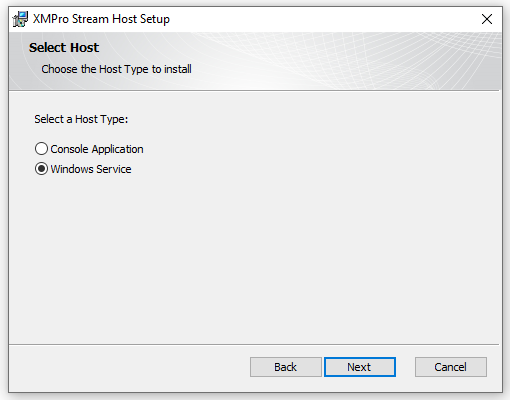 XMPro Stream Host Setup
Select Host
Choose the Host Type to install
Select a Host Type:
Console Application
Windows Service
Back
Next
Cancel